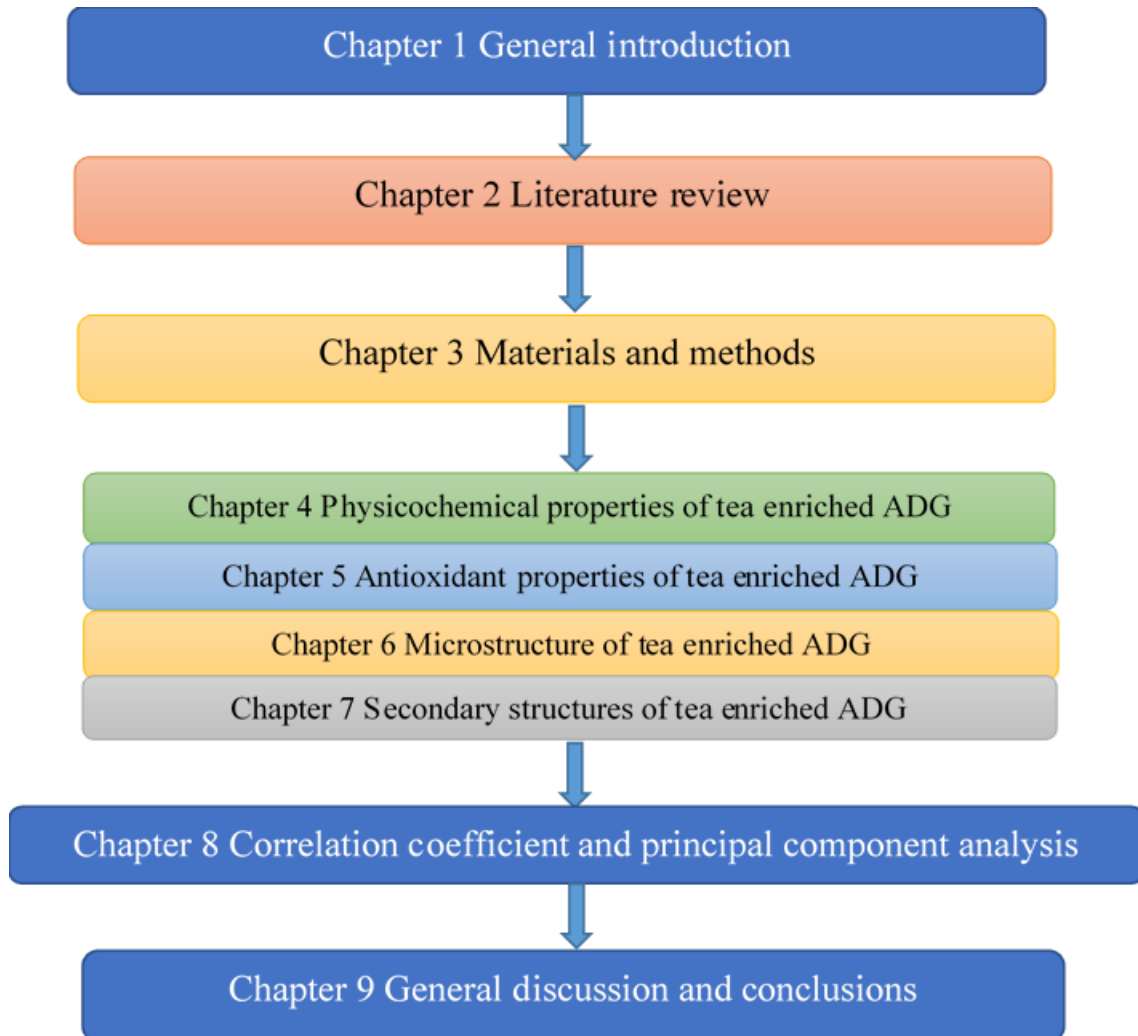 Chapter 1 General introduction
Chapter 2 Literature review
Chapter 3 Materials and methods
Chapter 4 Physicochemical properties of tea enriched ADG
Chapter 5 Antioxidant properties of tea enriched ADG
Chapter 6 Microstructure of tea enriched ADG
Chapter 7 Secondary structures of tea enriched ADG
Chapter 8 Correlation coefficient and principal component analysis
Chapter 9 General discussion and conclusions